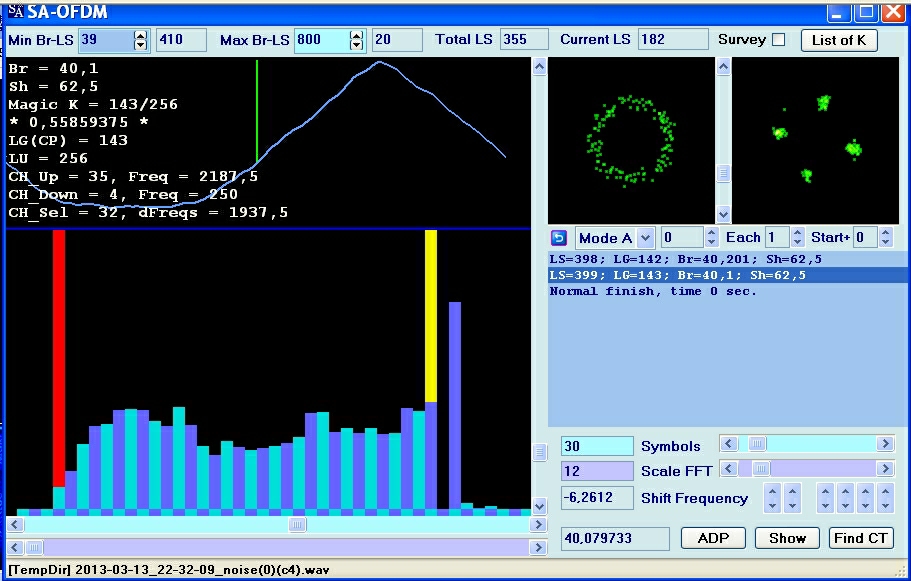 SA SA-OFDM
Min Br-LS 39 410 Max Br-LS 800 20 Total LS 355 Current LS 182 Survey List of K
Br = 40,1
Sh = 62,5
Magic K = 143/256
* 0,55859375 *
LG(CP) = 143
LU = 256
CH_Up = 35, Freq = 2187,5
CH_Down = 4, Freq = 250
CH_Sel = 32, dFreqs = 1937,5
Mode A 0 Each 1 Start+ 0
LS=398; LG=142; Br=40,201; Sh=62,5
LS=399; LG=143; Br=40,1; Sh=62,5
Normal finish, time 0 sec.
30 Symbols
12 Scale FFT
-6,2612 Shift Frequency
40,079733 ADP Show Find CT
[TempDir] 2013-03-13_22-32-09_noise(0)(c4).wav